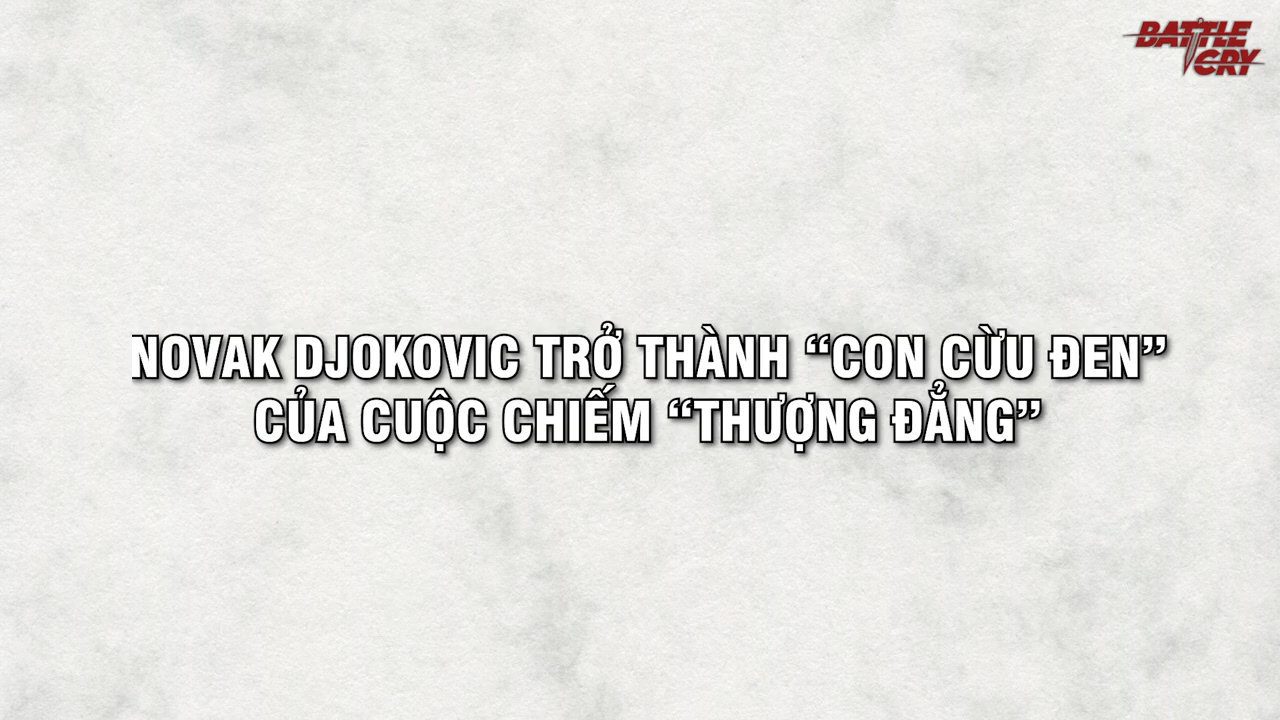 BATTLE
CRY
NOVAK DJOKOVIC TRỞ THÀNH “CON CỪU ĐEN”
CỦA CUỘC CHIẾM “THƯỢNG ĐẲNG”